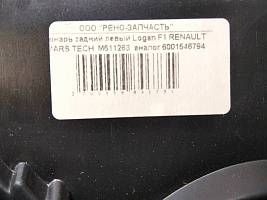 ООО "РЕНО-ЗАПЧАСТЬ"
онарь задний левый Logan F1 RENAULT
ARS TECH M511263 аналог 6001546794